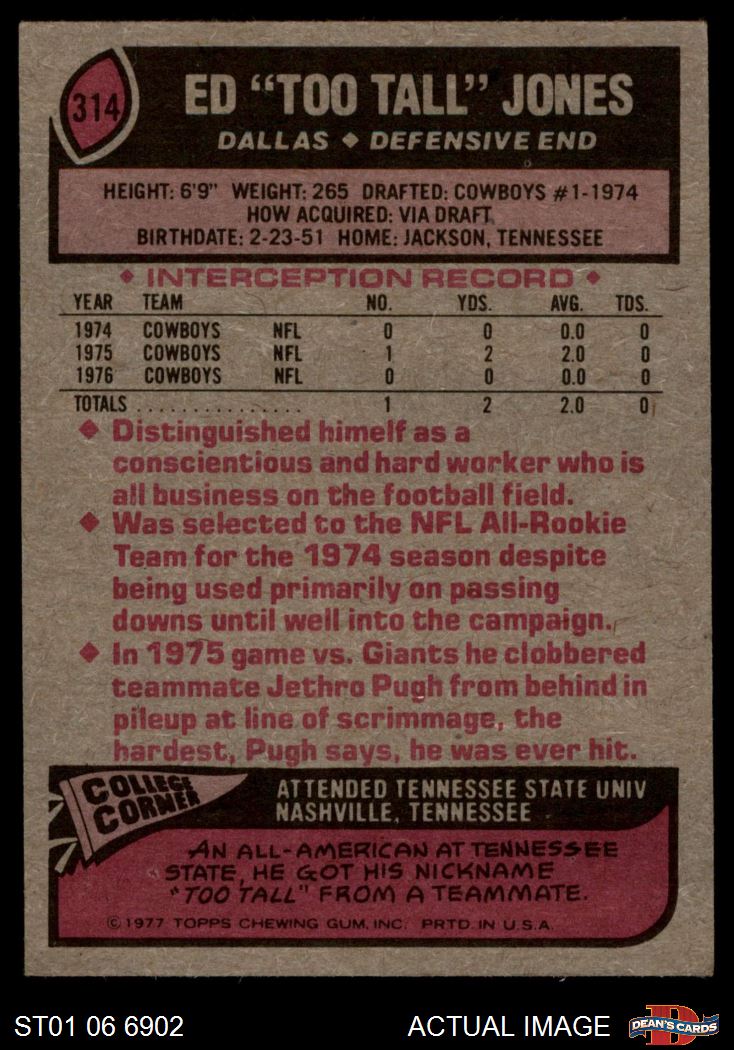 314
ED "TOO TALL" JONES
DALLAS ◆ DEFENSIVE END
HEIGHT: 6'9" WEIGHT: 265 DRAFTED: COWBOYS #1-1974
HOW ACQUIRED: VIA DRAFT
BIRTHDATE: 2-23-51 HOME: JACKSON, TENNESSEE
◆ INTERCEPTION RECORD ◆
YEAR TEAM NO. YDS. AVG. TDS.
1974 COWBOYS NFL 0 0 0.0 0
1975 COWBOYS NFL 1 2 2.0 0
1976 COWBOYS NFL 0 0 0.0 0
TOTALS . . . . . . . . . . . . . . . 1 2 2.0 0
◆ Distinguished himelf as a
conscientious and hard worker who is
all business on the football field.
◆ Was selected to the NFL All-Rookie
Team for the 1974 season despite
being used primarily on passing
downs until well into the campaign.
◆ In 1975 game vs. Giants he clobbered
teammate Jethro Pugh from behind in
pileup at line of scrimmage, the
hardest, Pugh says, he was ever hit.
COLLEGE
CORNER
ATTENDED TENNESSEE STATE UNIV
NASHVILLE, TENNESSEE
AN ALL-AMERICAN AT TENNESSEE
STATE, HE GOT HIS NICKNAME
"TOO TALL" FROM A TEAMMATE.
© 1977 TOPPS CHEWING GUM, INC. PRTD. IN U.S.A.
ST01 06 6902
ACTUAL IMAGE
D
DEAN'S CARDS